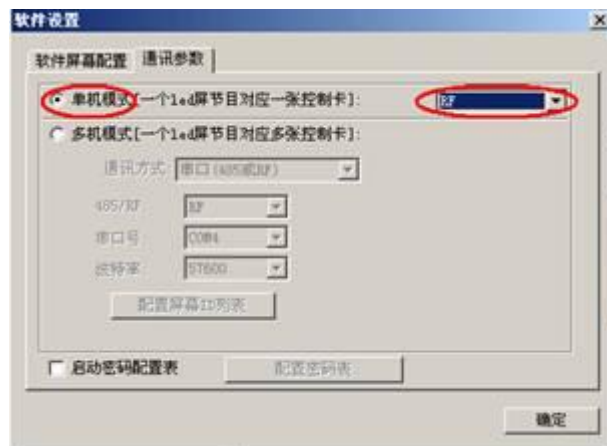 软件设置
软件屏幕配置 通讯参数
单机模式[一个led屏节目对应一张控制卡]: RF
多机模式[一个led屏节目对应多张控制卡]:
通讯方式 串口(485或RF)
485/RF RF
串口号 COM4
波特率 57600
配置屏幕ID列表
启动密码配置表 配置密码表
确定